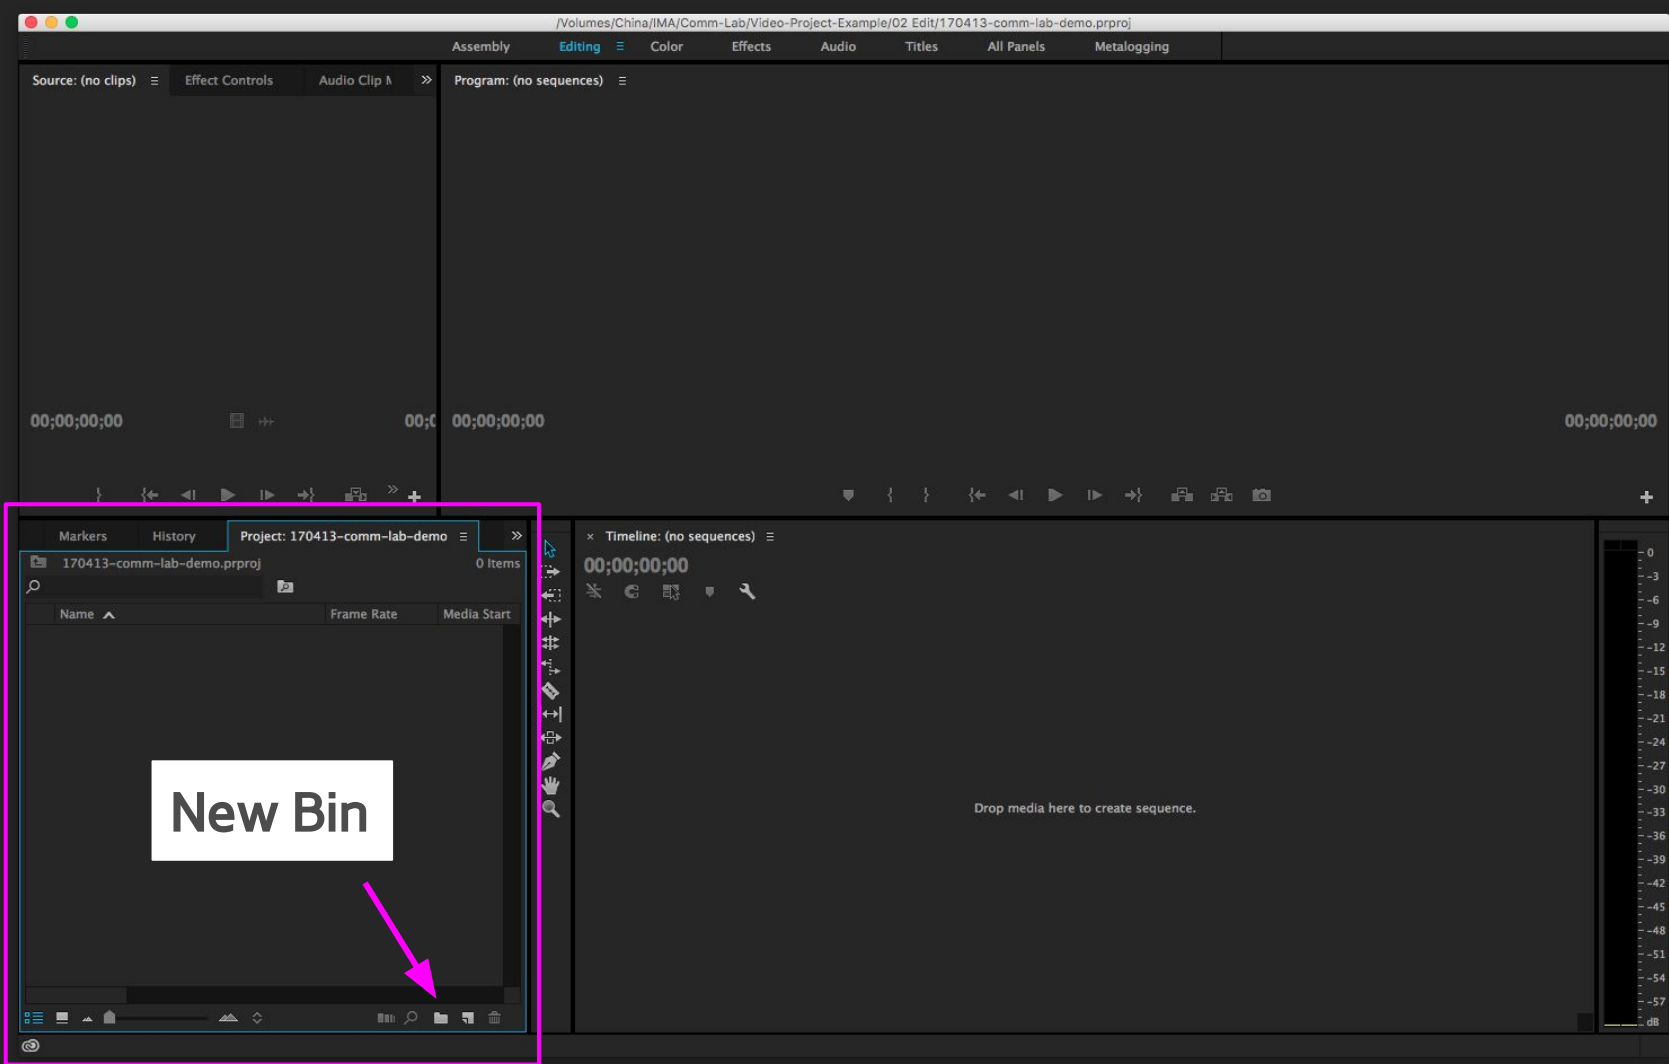 /Volumes/China/IMA/Comm-Lab/Video-Project-Example/02 Edit/170413-comm-lab-demo.prproj
Assembly Editing Color Effects Audio Titles All Panels Metalogging
Source: (no clips) Effect Controls Audio Clip M
Program: (no sequences)
00;00;00;00 00;0
00;00;00;00 00;00;00;00
Markers History Project: 170413-comm-lab-demo
170413-comm-lab-demo.prproj 0 Items
Name Frame Rate Media Start
New Bin
× Timeline: (no sequences)
00;00;00;00
Drop media here to create sequence.
0
-3
-6
-9
-12
-15
-18
-21
-24
-27
-30
-33
-36
-39
-42
-45
-48
-51
-54
-57
dB